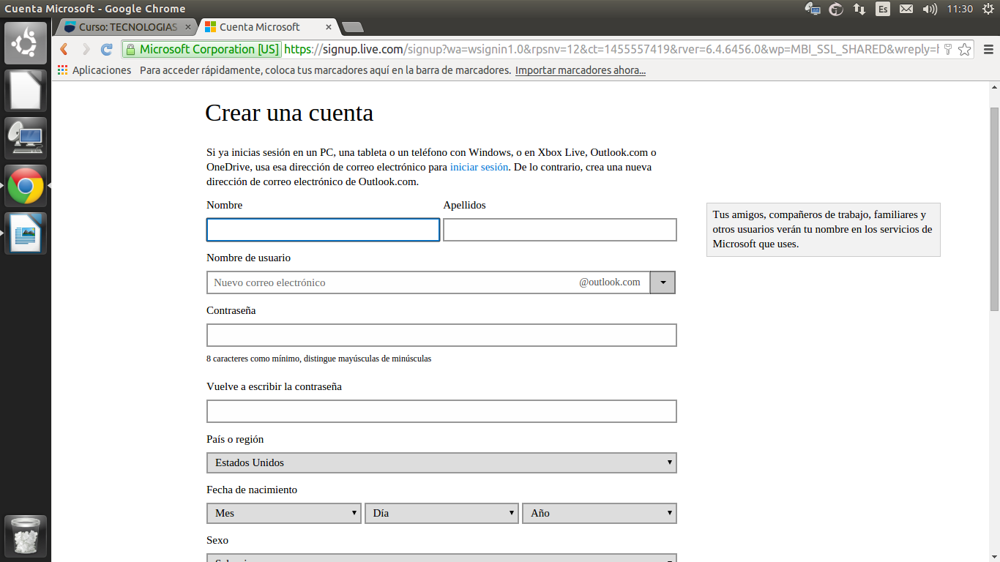 Cuenta Microsoft - Google Chrome
Es
11:30
Curso: TECNOLOGIAS
Cuenta Microsoft
Microsoft Corporation [US] https://signup.live.com/signup?wa=wsignin1.0&rpsnv=12&ct=1455557419&rver=6.4.6456.0&wp=MBI_SSL_SHARED&wreply=h
Aplicaciones Para acceder rápidamente, coloca tus marcadores aquí en la barra de marcadores. Importar marcadores ahora...
Crear una cuenta
Si ya inicias sesión en un PC, una tableta o un teléfono con Windows, o en Xbox Live, Outlook.com o
OneDrive, usa esa dirección de correo electrónico para iniciar sesión. De lo contrario, crea una nueva
dirección de correo electrónico de Outlook.com.
Nombre
Apellidos
Tus amigos, compañeros de trabajo, familiares y
otros usuarios verán tu nombre en los servicios de
Microsoft que uses.
Nombre de usuario
Nuevo correo electrónico
@outlook.com
Contraseña
8 caracteres como mínimo, distingue mayúsculas de minúsculas
Vuelve a escribir la contraseña
País o región
Estados Unidos
Fecha de nacimiento
Mes
Día
Año
Sexo